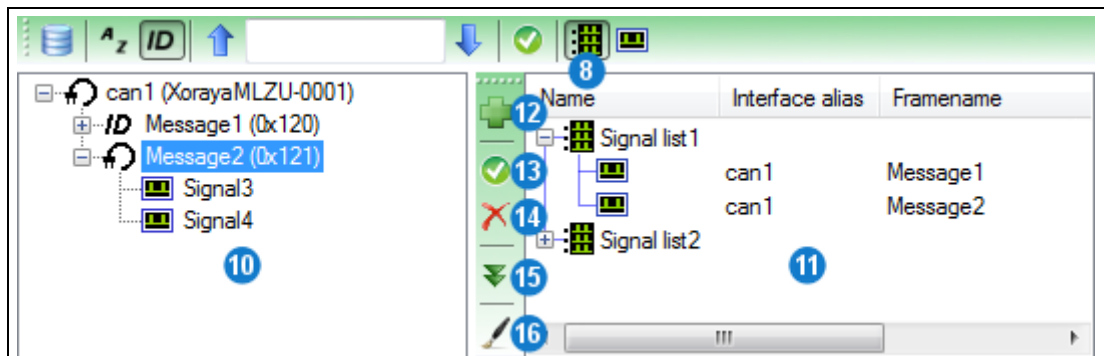 AZ ID
8
can1 (XorayaMLZU-0001)
ID Message1 (0x120)
Message2 (0x121)
Signal3
Signal4
10
12
13
14
15
16
Name Interface alias Framename
Signal list1
can1 Message1
can1 Message2
Signal list2
11